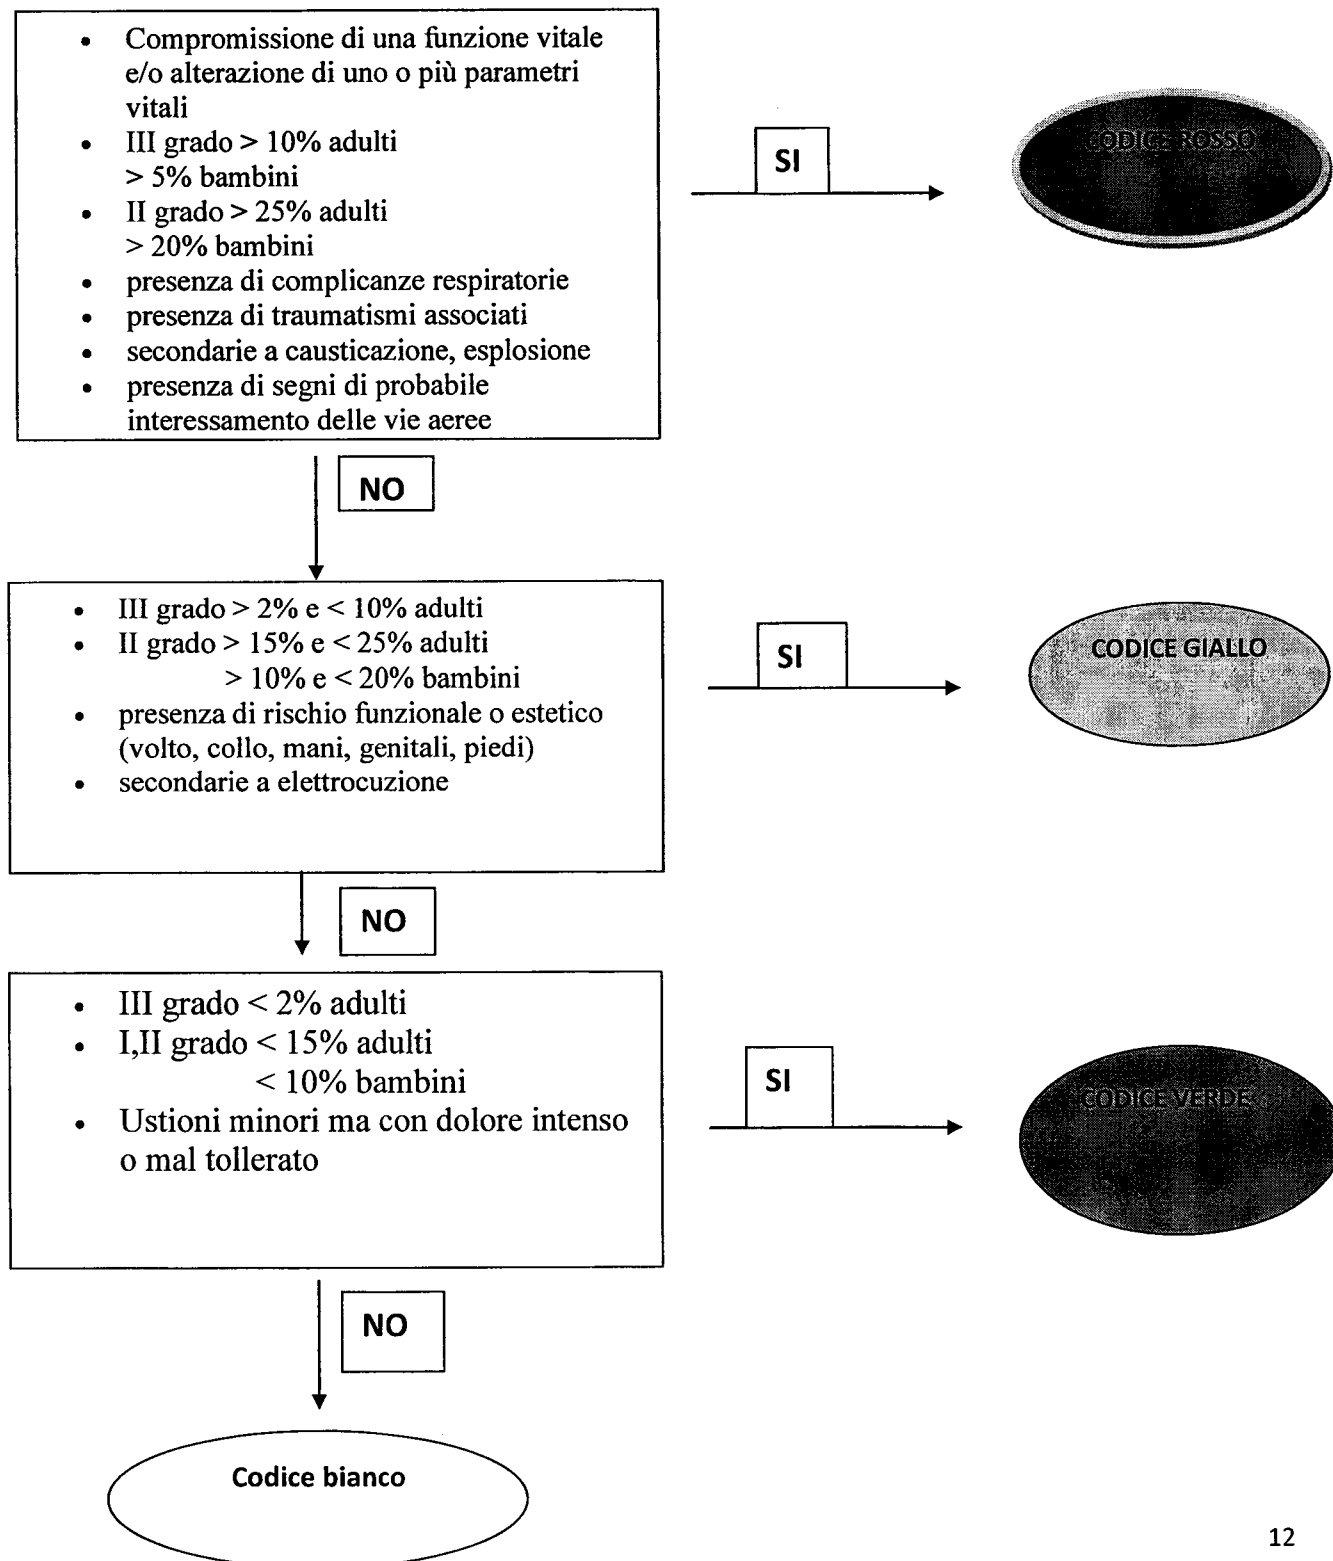 • Compromissione di una funzione vitale
e/o alterazione di uno o più parametri
vitali
• III grado > 10% adulti
> 5% bambini
• II grado > 25% adulti
> 20% bambini
• presenza di complicanze respiratorie
• presenza di traumatismi associati
• secondarie a causticazione, esplosione
• presenza di segni di probabile
interessamento delle vie aeree
SI
CODICE ROSSO
NO
• III grado > 2% e < 10% adulti
• II grado > 15% e < 25% adulti
> 10% e < 20% bambini
• presenza di rischio funzionale o estetico
(volto, collo, mani, genitali, piedi)
• secondarie a elettrocuzione
SI
CODICE GIALLO
NO
• III grado < 2% adulti
• I,II grado < 15% adulti
< 10% bambini
• Ustioni minori ma con dolore intenso
o mal tollerato
SI
CODICE VERDE
NO
Codice bianco
12